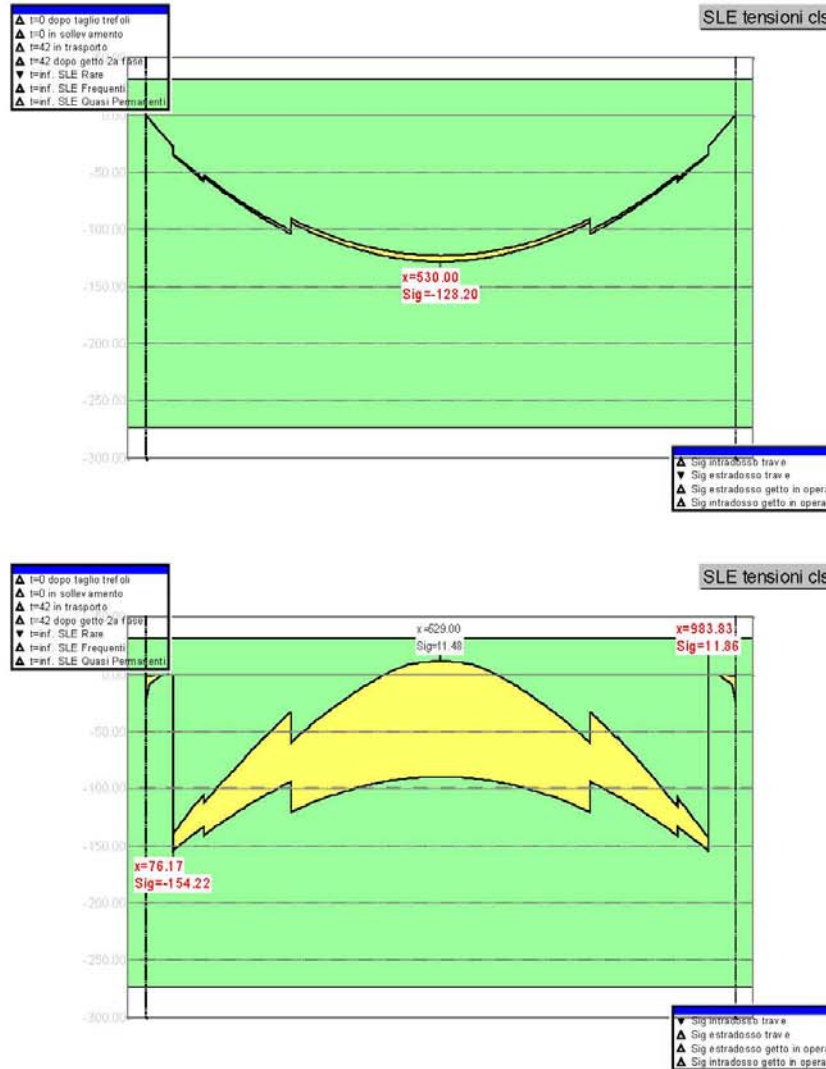 SLE tensioni cls
t=0 dopo taglio trefoli
t=0 in sollevamento
t=42 in trasporto
t=42 dopo getto 2a fase
t=inf. SLE Rare
t=inf. SLE Frequenti
t=inf. SLE Quasi Permanenti
0.00
-50.00
-100.00
-150.00
-200.00
-250.00
-300.00
x=530.00
Sig=-128.20
Sig intradosso trave
Sig estradosso trave
Sig estradosso getto in opera
Sig intradosso getto in opera
SLE tensioni cls
t=0 dopo taglio trefoli
t=0 in sollevamento
t=42 in trasporto
t=42 dopo getto 2a fase
t=inf. SLE Rare
t=inf. SLE Frequenti
t=inf. SLE Quasi Permanenti
x=629.00
Sig=11.48
x=983.83
Sig=11.86
0.00
-50.00
-100.00
-150.00
-200.00
-250.00
-300.00
x=76.17
Sig=-154.22
Sig intradosso trave
Sig estradosso trave
Sig estradosso getto in opera
Sig intradosso getto in opera